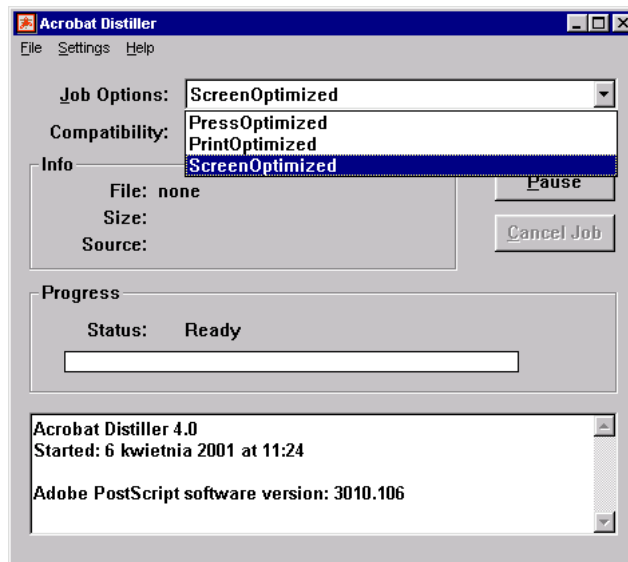 Acrobat Distiller
File Settings Help
Job Options: ScreenOptimized
PressOptimized
Compatibility: PrintOptimized
ScreenOptimized
Info
Pause
File: none
Size:
Cancel Job
Source:
Progress
Status: Ready
Acrobat Distiller 4.0
Started: 6 kwietnia 2001 at 11:24
Adobe PostScript software version: 3010.106